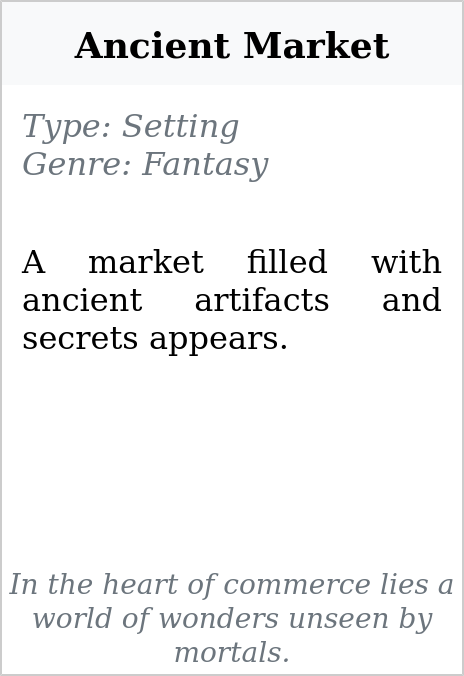 Ancient Market
Type: Setting
Genre: Fantasy
A market filled with
ancient artifacts and
secrets appears.
In the heart of commerce lies a
world of wonders unseen by
mortals.